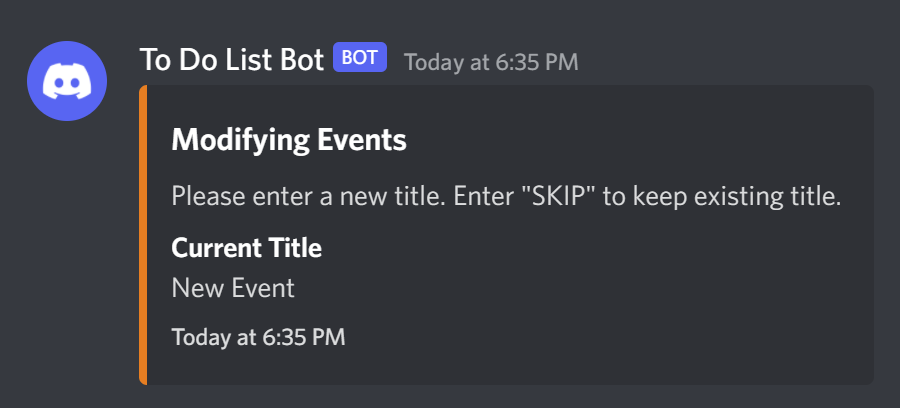 To Do List Bot BOT Today at 6:35 PM
Modifying Events
Please enter a new title. Enter "SKIP" to keep existing title.
Current Title
New Event
Today at 6:35 PM